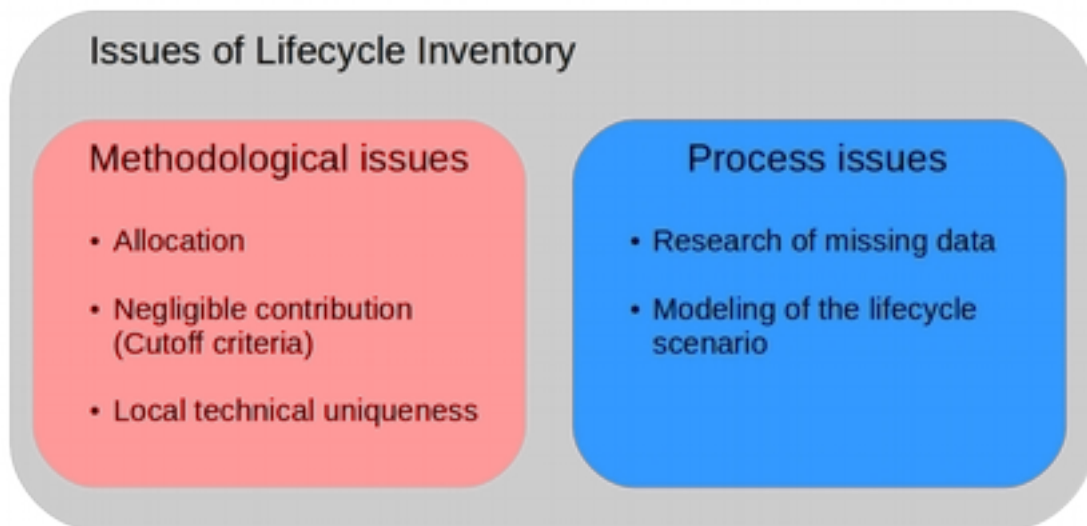 Issues of Lifecycle Inventory
Methodological issues
• Allocation
• Negligible contribution
(Cutoff criteria)
• Local technical uniqueness
Process issues
• Research of missing data
• Modeling of the lifecycle
scenario